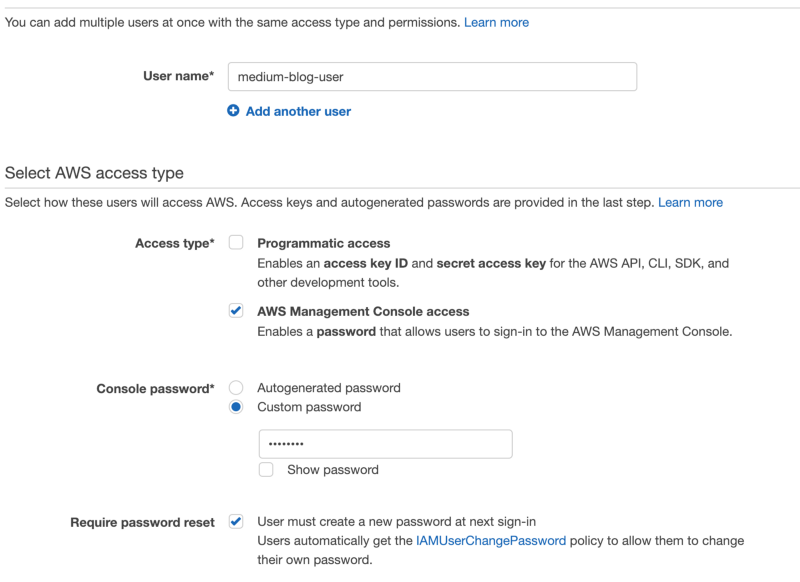 You can add multiple users at once with the same access type and permissions. Learn more
User name* medium-blog-user
Add another user
Select AWS access type
Select how these users will access AWS. Access keys and autogenerated passwords are provided in the last step. Learn more
Access type* Programmatic access
Enables an access key ID and secret access key for the AWS API, CLI, SDK, and
other development tools.
AWS Management Console access
Enables a password that allows users to sign-in to the AWS Management Console.
Console password* Autogenerated password
Custom password
••••••••
Show password
Require password reset User must create a new password at next sign-in
Users automatically get the IAMUserChangePassword policy to allow them to change
their own password.